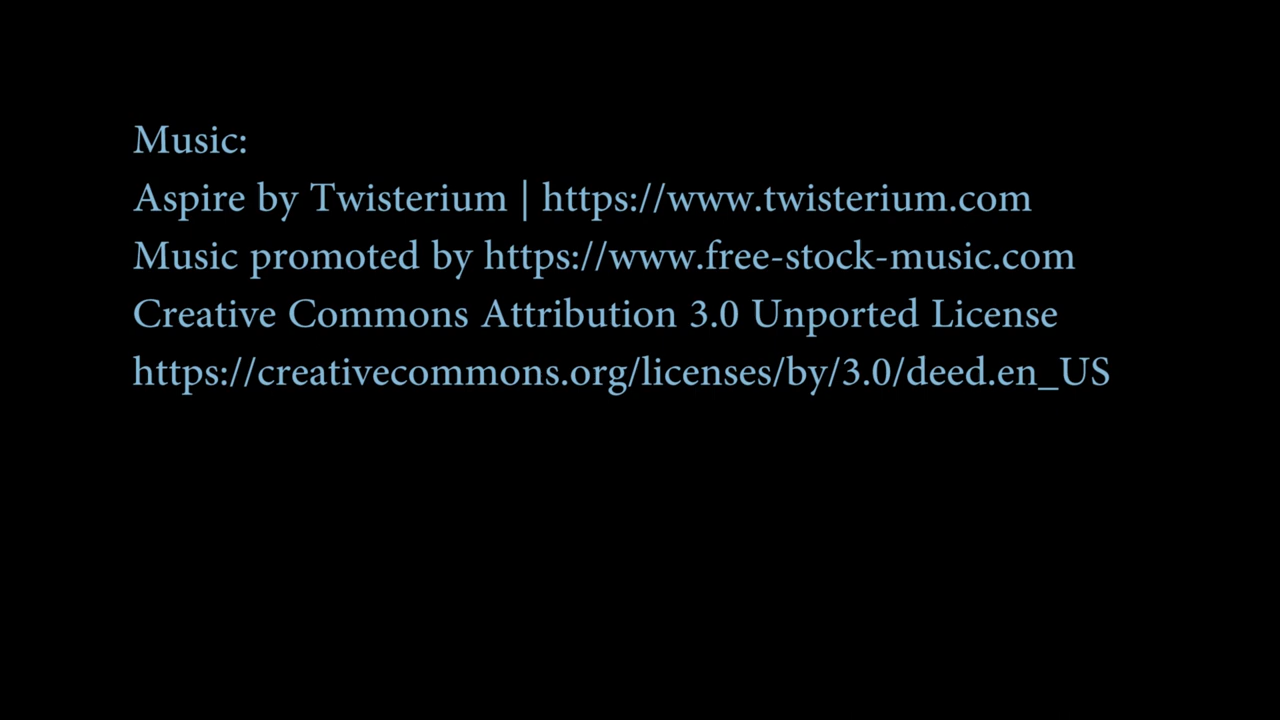 Music:
Aspire by Twisterium | https://www.twisterium.com
Music promoted by https://www.free-stock-music.com
Creative Commons Attribution 3.0 Unported License
https://creativecommons.org/licenses/by/3.0/deed.en_US